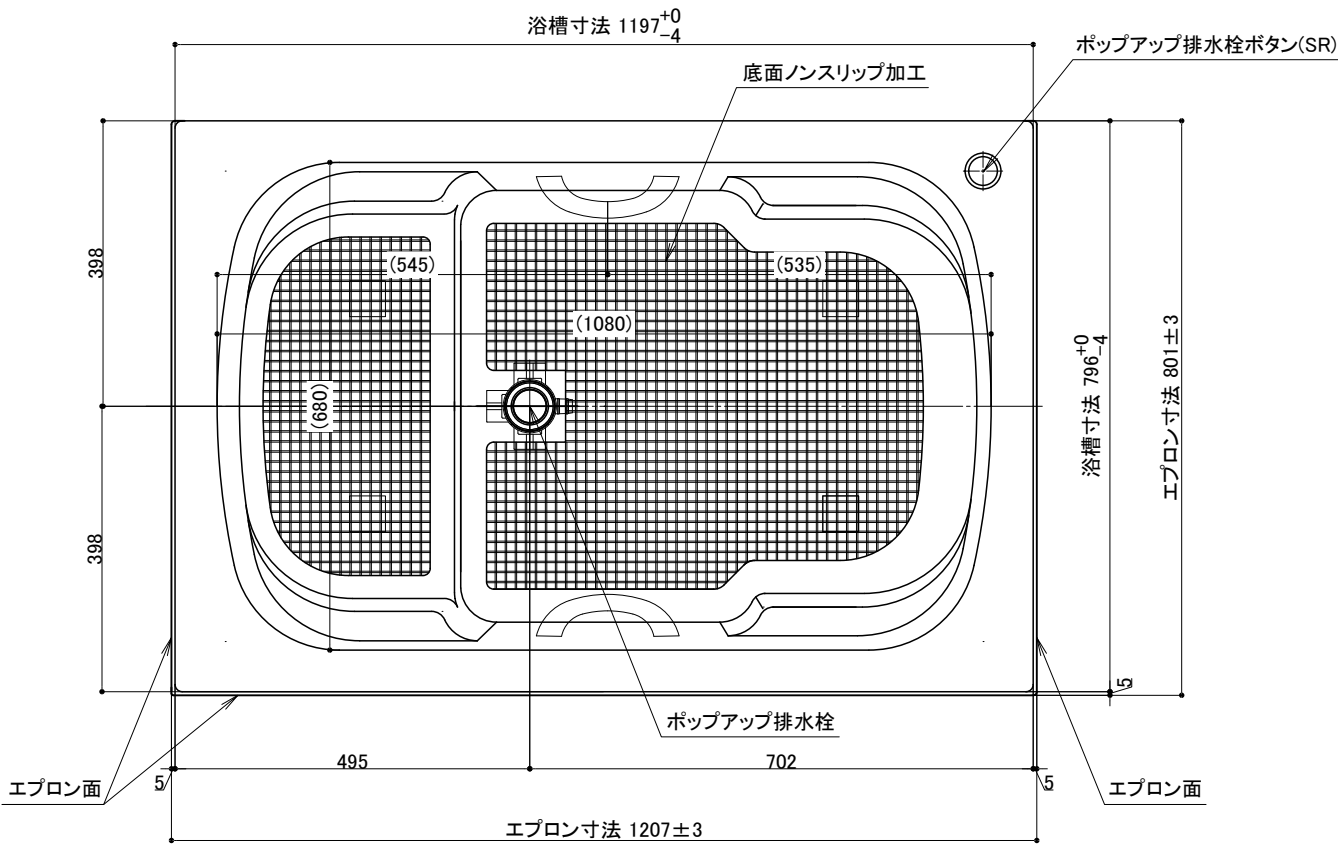 浴槽寸法 1197+0-4
ポップアップ排水栓ボタン(SR)
底面ノンスリップ加工
398
(545)
(535)
(1080)
(680)
浴槽寸法 796+0-4
エプロン寸法 801±3
398
5
ポップアップ排水栓
495
702
5
5
エプロン面
エプロン面
エプロン寸法 1207±3